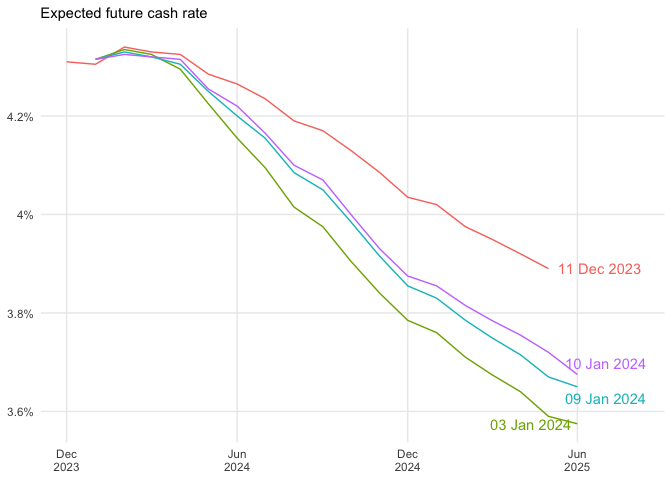 Expected future cash rate
4.2%
4%
3.8%
3.6%
11 Dec 2023
10 Jan 2024
09 Jan 2024
03 Jan 2024
Dec
2023
Jun
2024
Dec
2024
Jun
2025